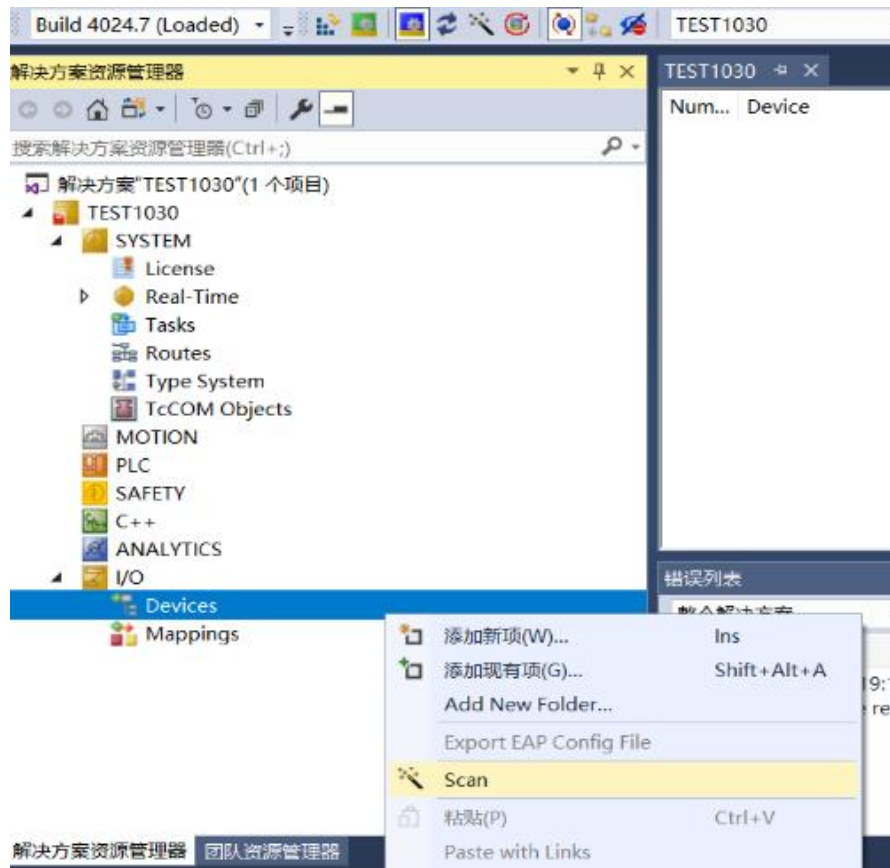 Build 4024.7 (Loaded)
TEST1030
解决方案资源管理器
TEST1030
Num... Device
搜索解决方案资源管理器(Ctrl+;)
解决方案"TEST1030"(1 个项目)
TEST1030
SYSTEM
License
Real-Time
Tasks
Routes
Type System
TcCOM Objects
MOTION
PLC
SAFETY
C++
ANALYTICS
I/O
错误列表
Devices
Mappings
添加新项(W)... Ins
添加现有项(G)... Shift+Alt+A
Add New Folder...
Export EAP Config File
Scan
粘贴(P) Ctrl+V
Paste with Links
解决方案资源管理器 团队资源管理器